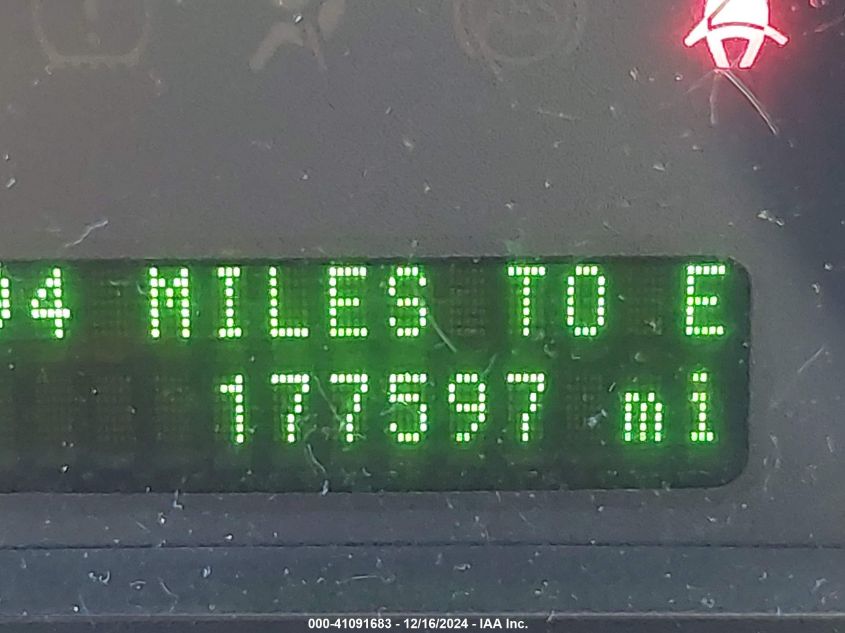 4 MILES TO E
177597 mi
000-41091683 - 12/16/2024 - IAA Inc.